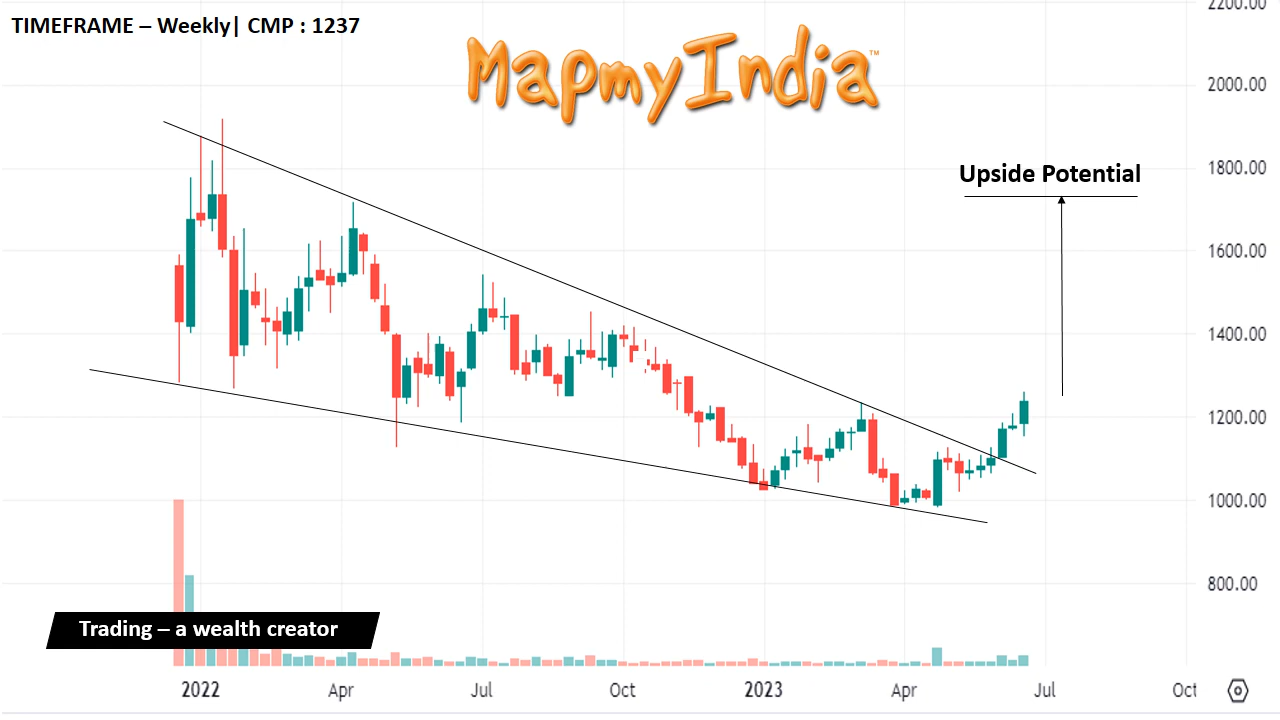 TIMEFRAME – Weekly| CMP : 1237
MapmyIndia™
2200.00
2000.00
Upside Potential
1800.00
1600.00
1400.00
1200.00
1000.00
800.00
Trading – a wealth creator
2022 Apr Jul Oct 2023 Apr Jul Oct